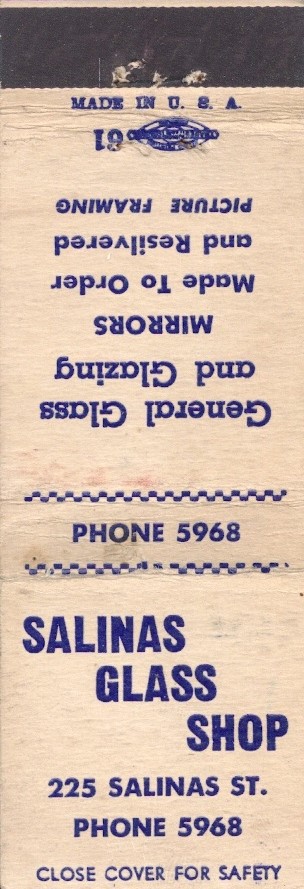 MADE IN U. S. A.
61
General Glass
and Glazing
MIRRORS
Made To Order
and Resilvered
PICTURE FRAMING
PHONE 5968
SALINAS
GLASS
SHOP
225 SALINAS ST.
PHONE 5968
CLOSE COVER FOR SAFETY